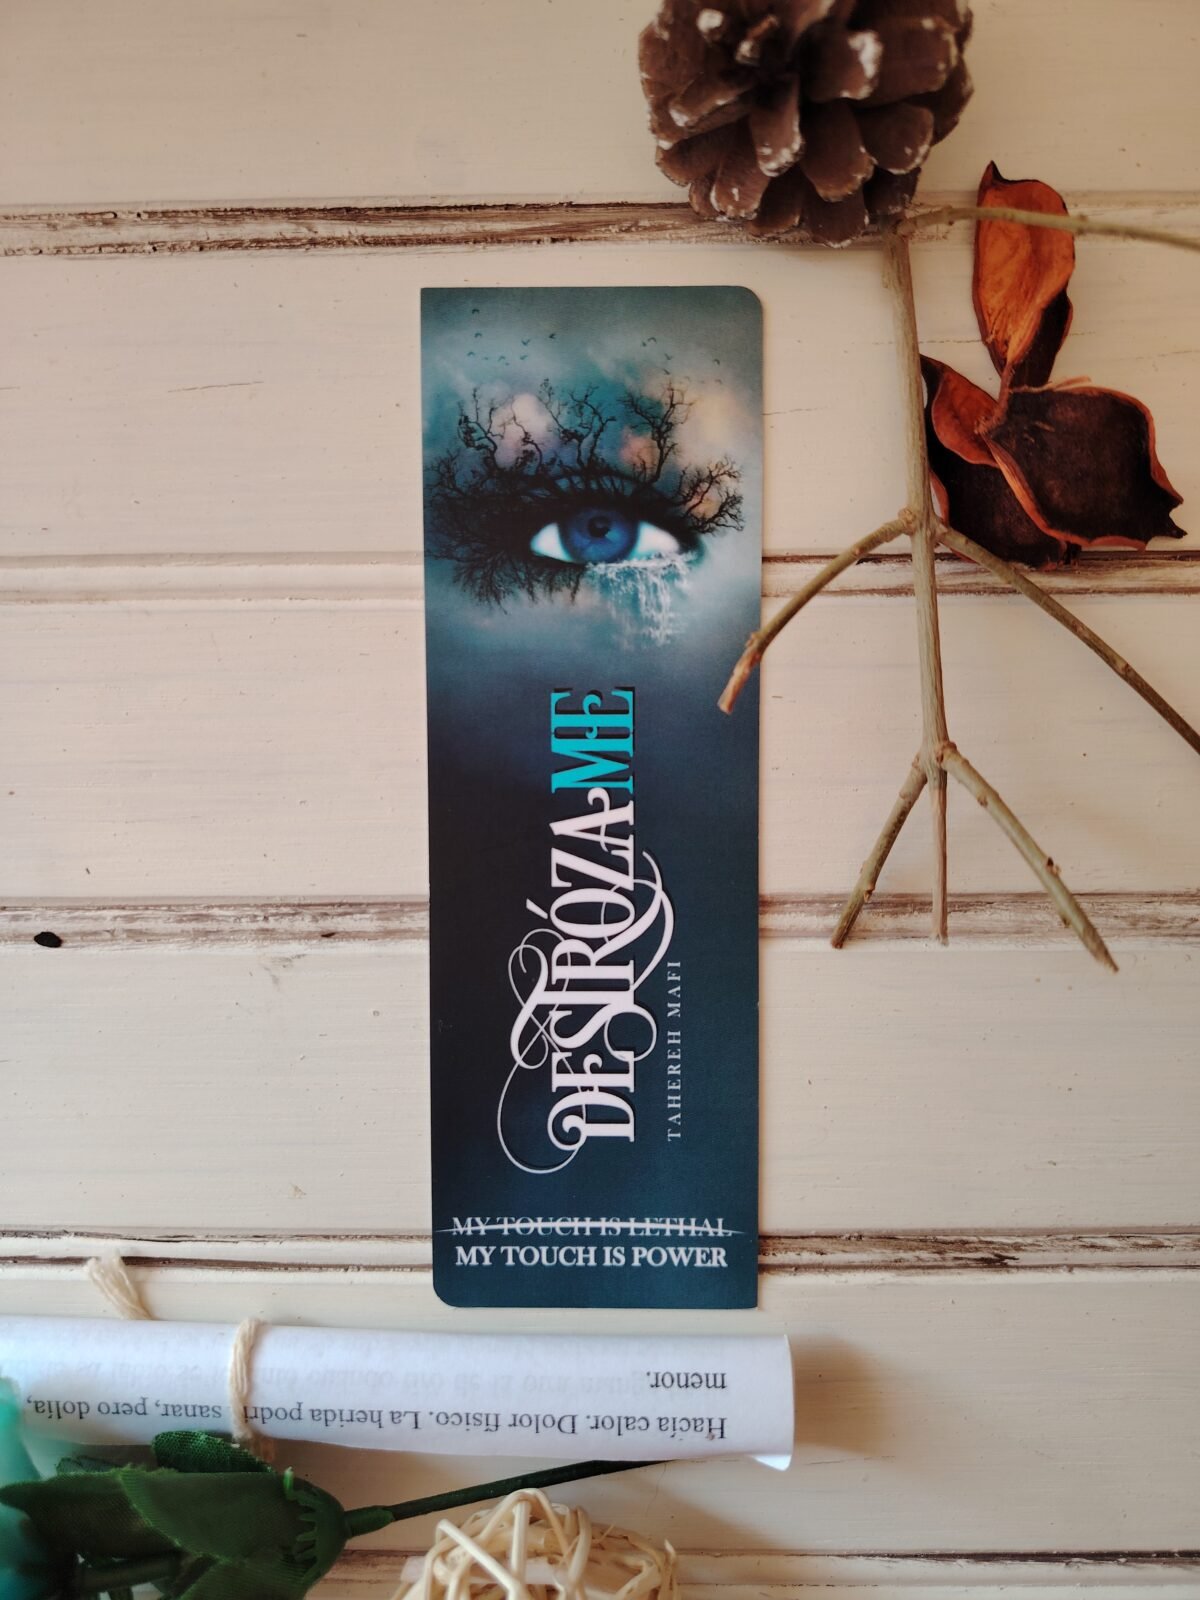 DESTRÓZAME
TAHEREH MAFI
MY TOUCH IS LETHAL
MY TOUCH IS POWER
Hacía calor. Dolor físico. La herida podrí sanar, pero dolía,
menor.